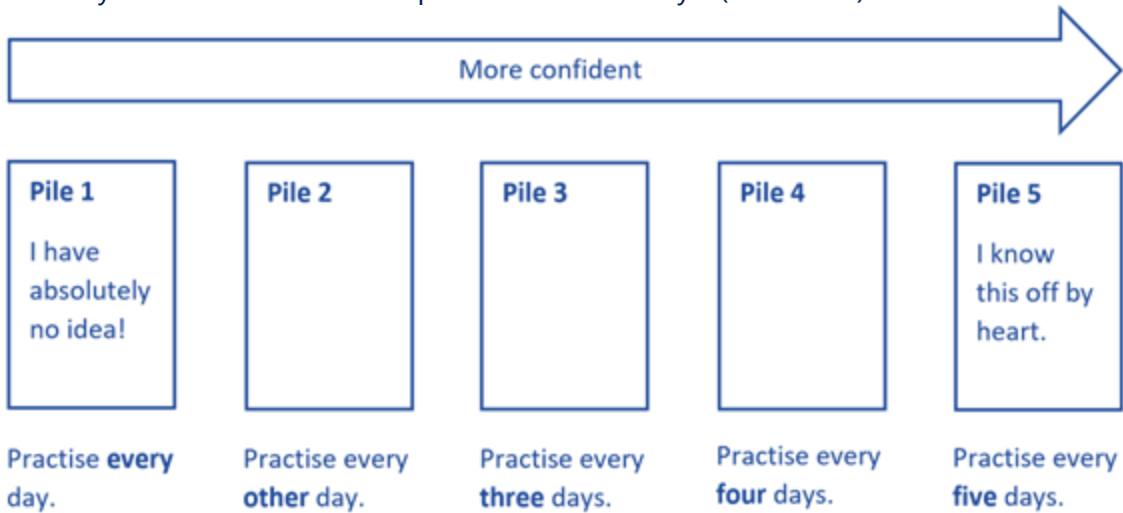 More confident
Pile 1
I have
absolutely
no idea!
Pile 2
Pile 3
Pile 4
Pile 5
I know
this off by
heart.
Practise every
day.
Practise every
other day.
Practise every
three days.
Practise every
four days.
Practise every
five days.